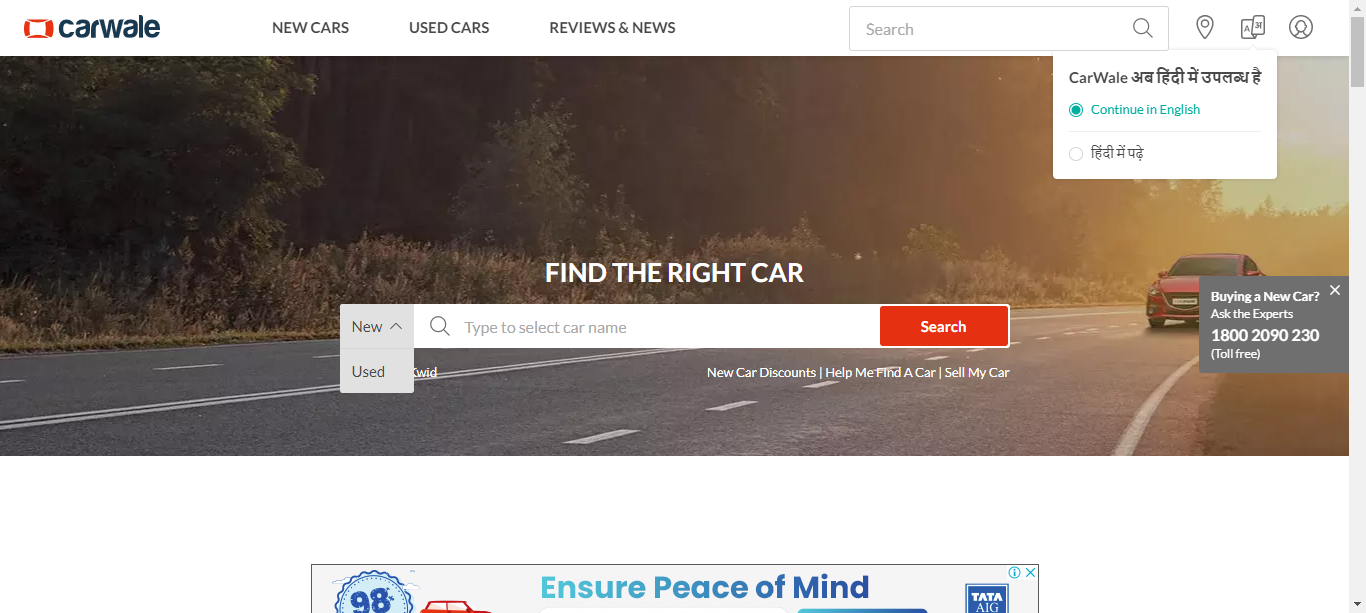 carwale
NEW CARS
USED CARS
REVIEWS & NEWS
Search
CarWale अब हिंदी में उपलब्ध है
Continue in English
हिंदी में पढ़े
FIND THE RIGHT CAR
New
Type to select car name
Search
Used
Kwid
New Car Discounts | Help Me Find A Car | Sell My Car
Buying a New Car?
Ask the Experts
1800 2090 230
(Toll free)
Ensure Peace of Mind
98%
TATA
AIG